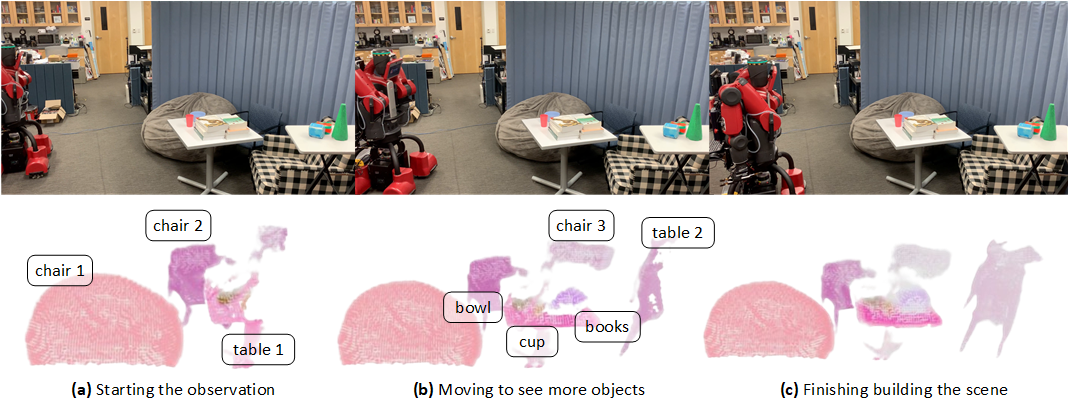 chair 2
chair 1
table 1
chair 3
table 2
bowl
books
cup
(a) Starting the observation
(b) Moving to see more objects
(c) Finishing building the scene